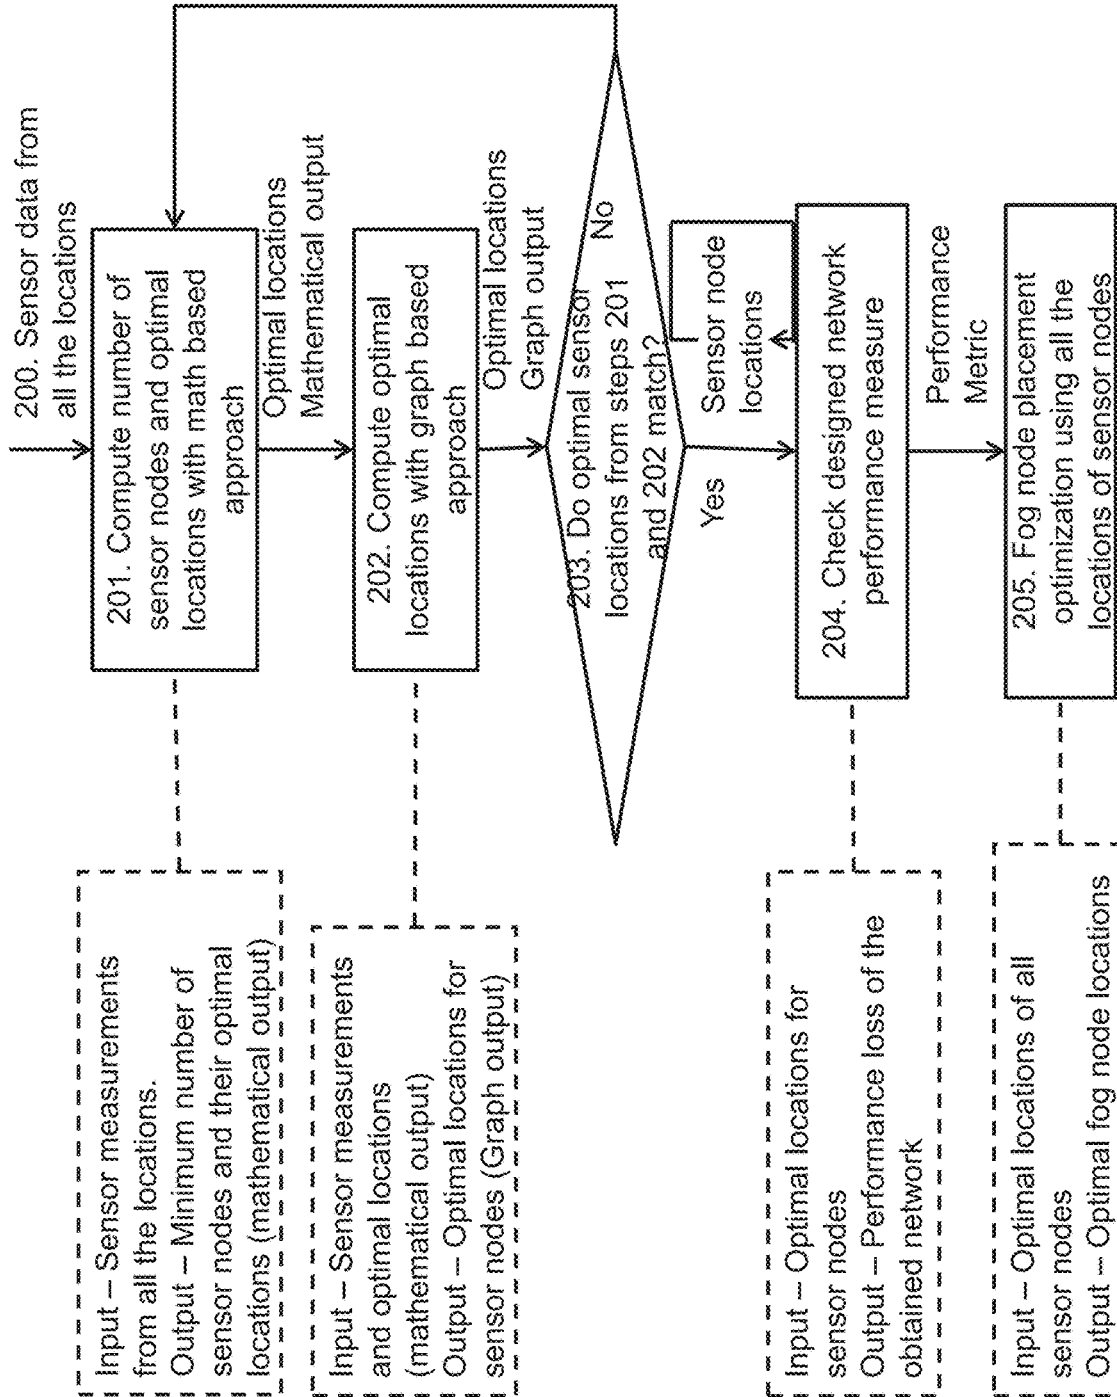 200. Sensor data from
all the locations
201. Compute number of
sensor nodes and optimal
locations with math based
approach
Optimal locations
Mathematical output
202. Compute optimal
locations with graph based
approach
Optimal locations
Graph output
203. Do optimal sensor
locations from steps 201
and 202 match?
No
Yes
Sensor node
locations
204. Check designed network
performance measure
Performance
Metric
205. Fog node placement
optimization using all the
locations of sensor nodes
Input – Sensor measurements
from all the locations.
Output – Minimum number of
sensor nodes and their optimal
locations (mathematical output)
Input – Sensor measurements
and optimal locations
(mathematical output)
Output – Optimal locations for
sensor nodes (Graph output)
Input – Optimal locations for
sensor nodes
Output – Performance loss of the
obtained network
Input – Optimal locations of all
sensor nodes
Output – Optimal fog node locations